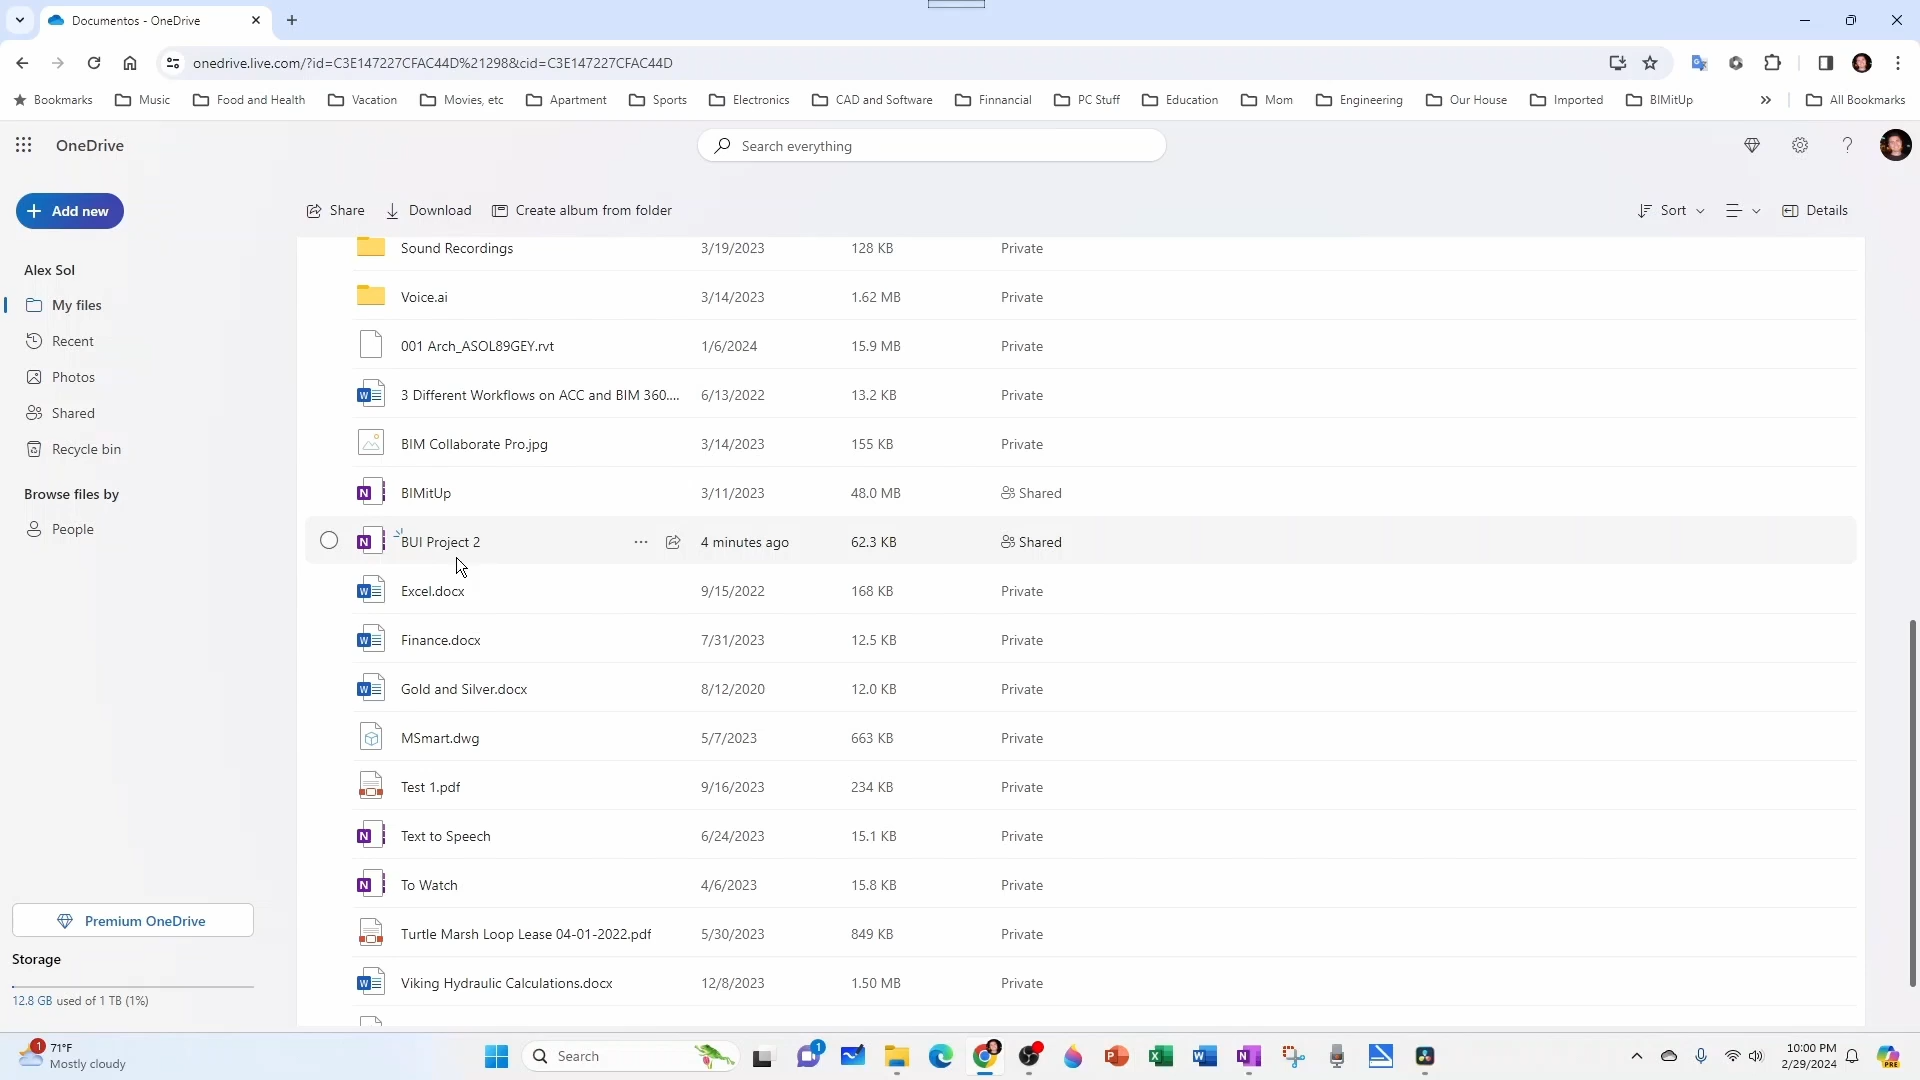 Documentos - OneDrive
onedrive.live.com/?id=C3E147227CFAC44D%21298&cid=C3E147227CFAC44D
Bookmarks Music Food and Health Vacation Movies, etc Apartment Sports Electronics CAD and Software Finnancial PC Stuff Education Mom Engineering Our House Imported BIMitUp » All Bookmarks
OneDrive Search everything ?
+ Add new Share Download Create album from folder Sort Details
Sound Recordings 3/19/2023 128 KB Private
Alex Sol
Voice.ai 3/14/2023 1.62 MB Private
My files
Recent
001 Arch_ASOL89GEY.rvt 1/6/2024 15.9 MB Private
Photos
3 Different Workflows on ACC and BIM 360.... 6/13/2022 13.2 KB Private
Shared
BIM Collaborate Pro.jpg 3/14/2023 155 KB Private
Recycle bin
Browse files by
BIMitUp 3/11/2023 48.0 MB Shared
People
BUI Project 2 ... 4 minutes ago 62.3 KB Shared
Excel.docx 9/15/2022 168 KB Private
Finance.docx 7/31/2023 12.5 KB Private
Gold and Silver.docx 8/12/2020 12.0 KB Private
MSmart.dwg 5/7/2023 663 KB Private
Test 1.pdf 9/16/2023 234 KB Private
Text to Speech 6/24/2023 15.1 KB Private
To Watch 4/6/2023 15.8 KB Private
Premium OneDrive
Turtle Marsh Loop Lease 04-01-2022.pdf 5/30/2023 849 KB Private
Storage
Viking Hydraulic Calculations.docx 12/8/2023 1.50 MB Private
12.8 GB used of 1 TB (1%)
1 71°F
Mostly cloudy
Search
1
10:00 PM
2/29/2024
PRE